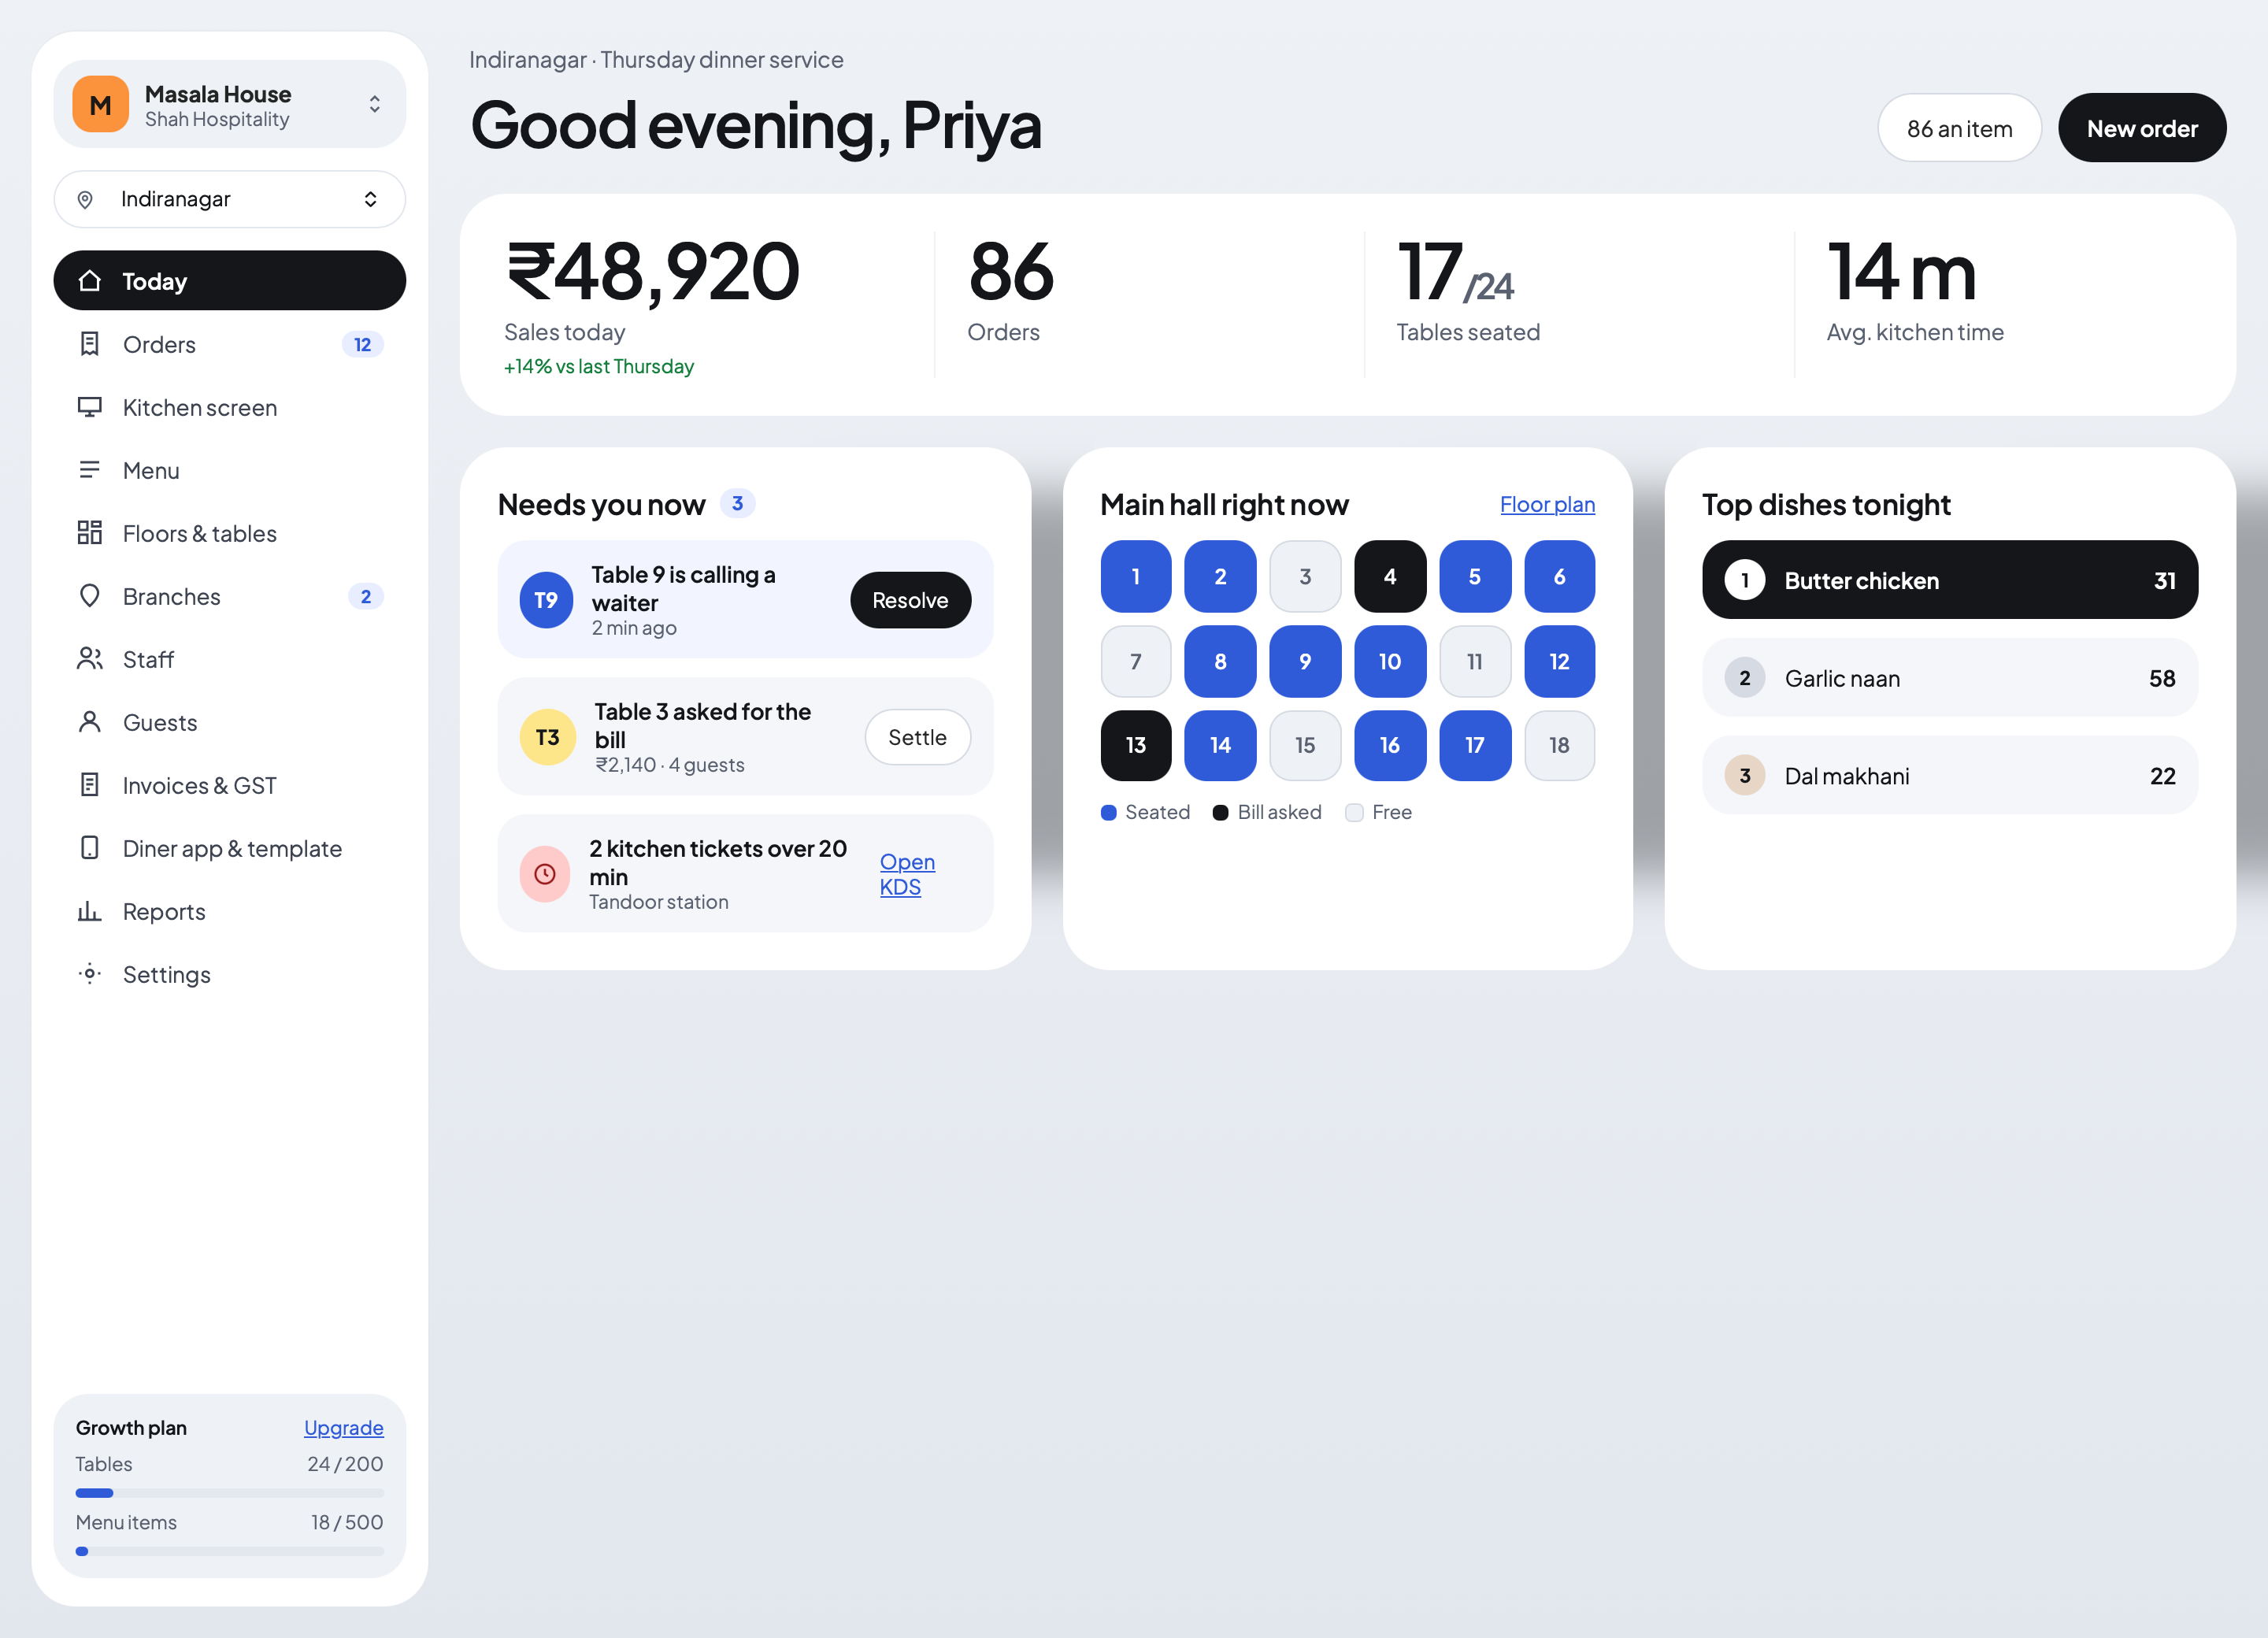 M
Masala House
Shah Hospitality
Indiranagar
Today
Orders 12
Kitchen screen
Menu
Floors & tables
Branches 2
Staff
Guests
Invoices & GST
Diner app & template
Reports
Settings
Growth plan Upgrade
Tables 24 / 200
Menu items 18 / 500
Indiranagar · Thursday dinner service
Good evening, Priya
86 an item New order
₹48,920
Sales today
+14% vs last Thursday
86
Orders
17/24
Tables seated
14 m
Avg. kitchen time
Needs you now 3
T9
Table 9 is calling a
waiter
2 min ago
Resolve
T3
Table 3 asked for the
bill
₹2,140 · 4 guests
Settle
2 kitchen tickets over 20
min
Tandoor station
Open
KDS
Main hall right now Floor plan
1 2 3 4 5 6
7 8 9 10 11 12
13 14 15 16 17 18
Seated Bill asked Free
Top dishes tonight
1 Butter chicken 31
2 Garlic naan 58
3 Dal makhani 22